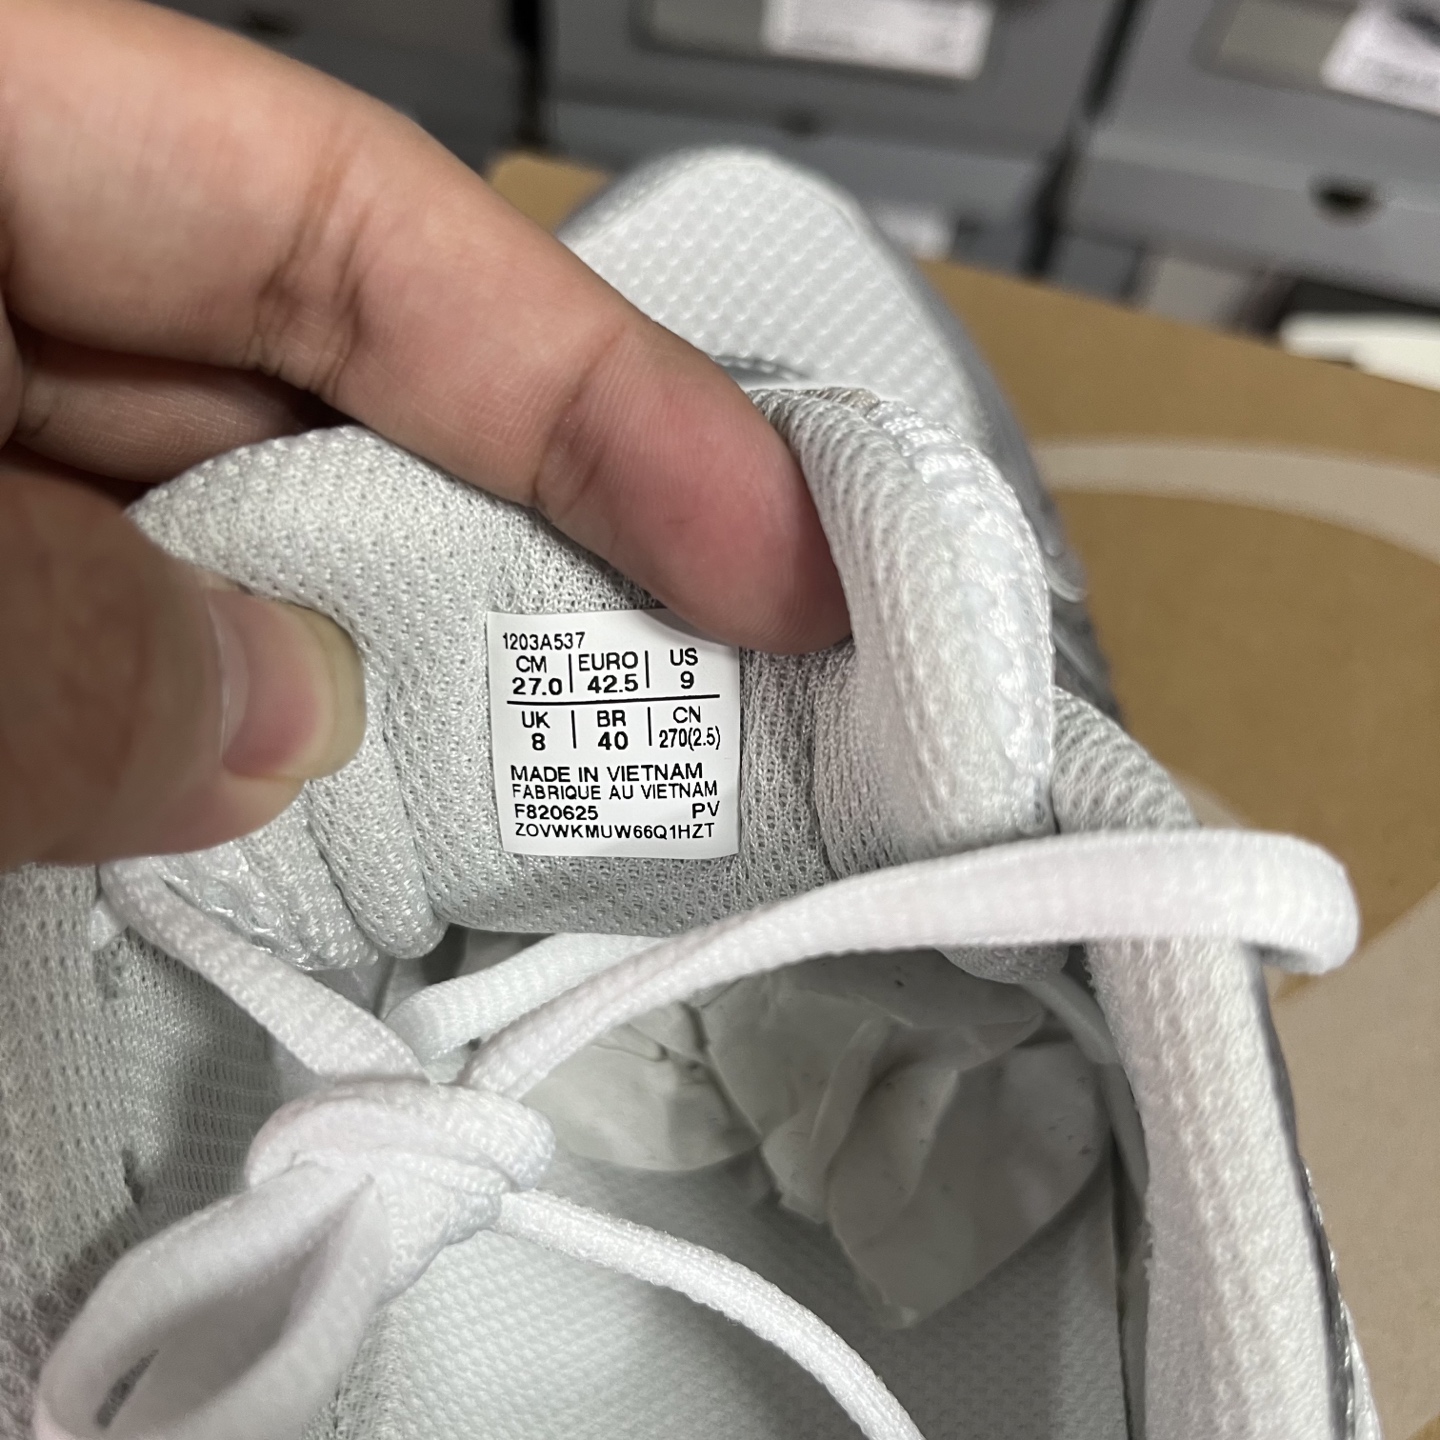 1203A537
CM | EURO | US
27.0 | 42.5 | 9
UK | BR | CN
8 | 40 | 270(2.5)
MADE IN VIETNAM
FABRIQUE AU VIETNAM
F820625 PV
ZOVWKMUW66Q1HZT